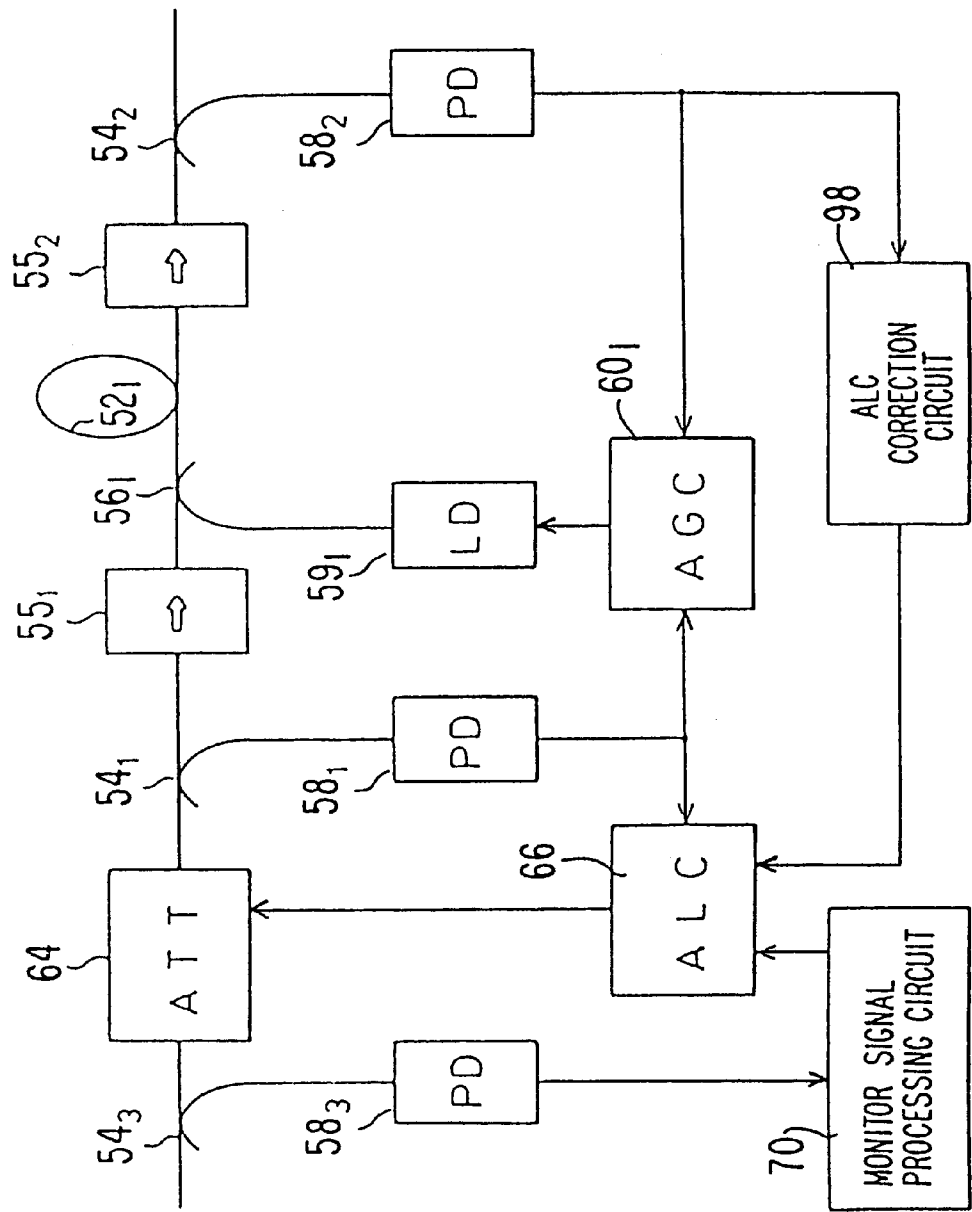 54₃
64
ATT
54₁
55₁
56₁
52₁
55₂
54₂
58₃
PD
58₁
PD
59₁
LD
58₂
PD
66
ALC
60₁
AGC
70
MONITOR SIGNAL
PROCESSING CIRCUIT
98
ALC
CORRECTION
CIRCUIT